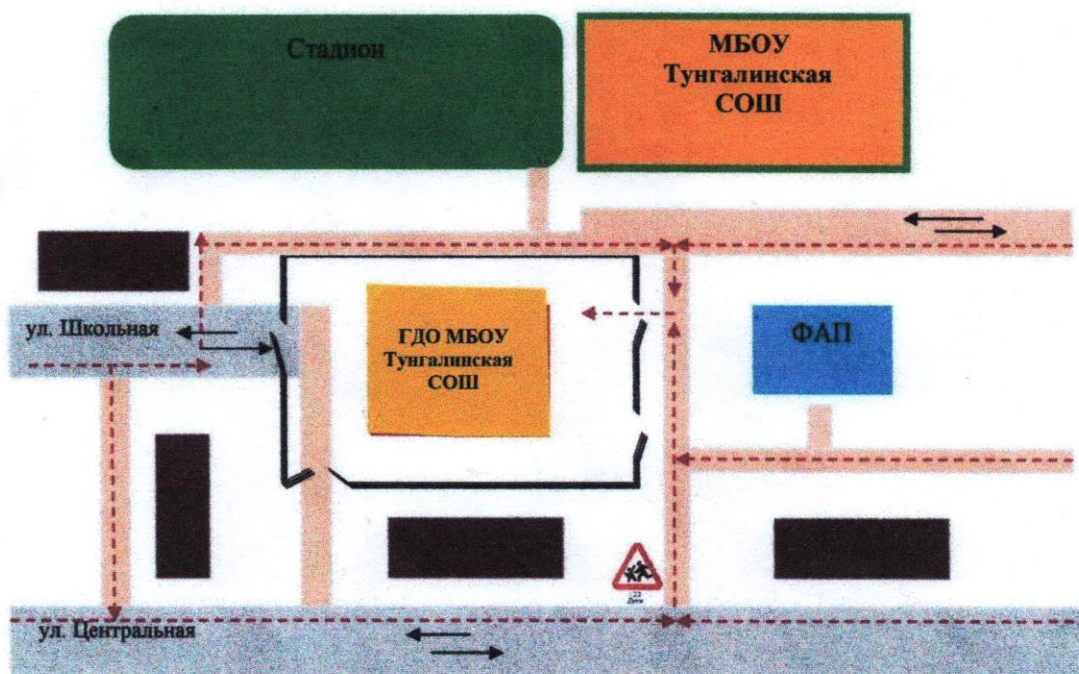 Стадион
МБОУ
Тунгалинская
СОШ
ул. Школьная
ГДО МБОУ
Тунгалинская
СОШ
ФАП
ул. Центральная